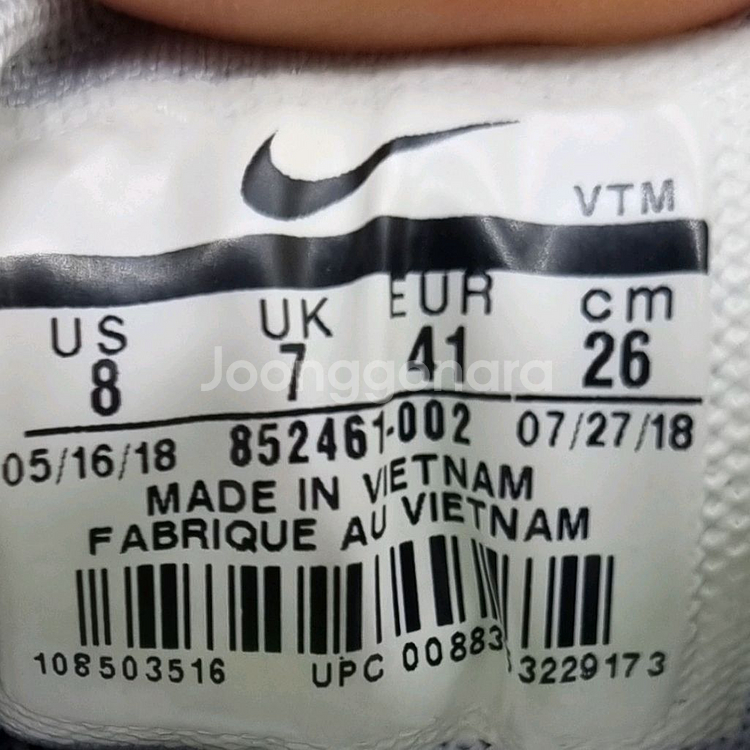 VTM
US UK EUR cm
8 7 41 26
Joonggonara
05/16/18 852461-002 07/27/18
MADE IN VIETNAM
FABRIQUE AU VIETNAM
108503516 UPC 00883 3229173